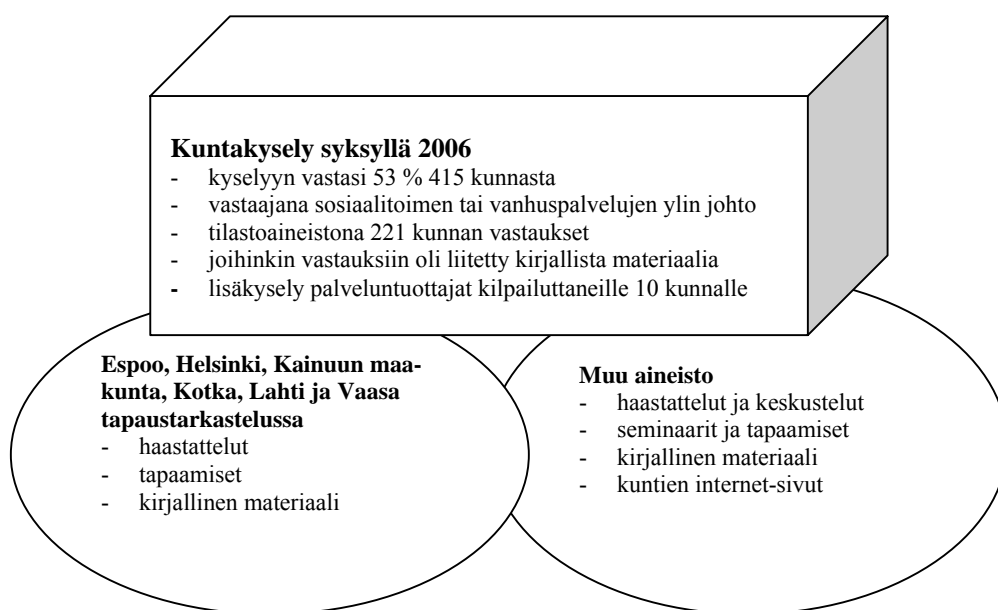 Kuntakysely syksyllä 2006
- kyselyyn vastasi 53 % 415 kunnasta
- vastaajana sosiaalitoimen tai vanhuspalvelujen ylin johto
- tilastoaineistona 221 kunnan vastaukset
- joihinkin vastauksiin oli liitetty kirjallista materiaalia
- lisäkysely palveluntuottajat kilpailuttaneille 10 kunnalle
Espoo, Helsinki, Kainuun maa-
kunta, Kotka, Lahti ja Vaasa
tapaustarkastelussa
- haastattelut
- tapaamiset
- kirjallinen materiaali
Muu aineisto
- haastattelut ja keskustelut
- seminaarit ja tapaamiset
- kirjallinen materiaali
- kuntien internet-sivut